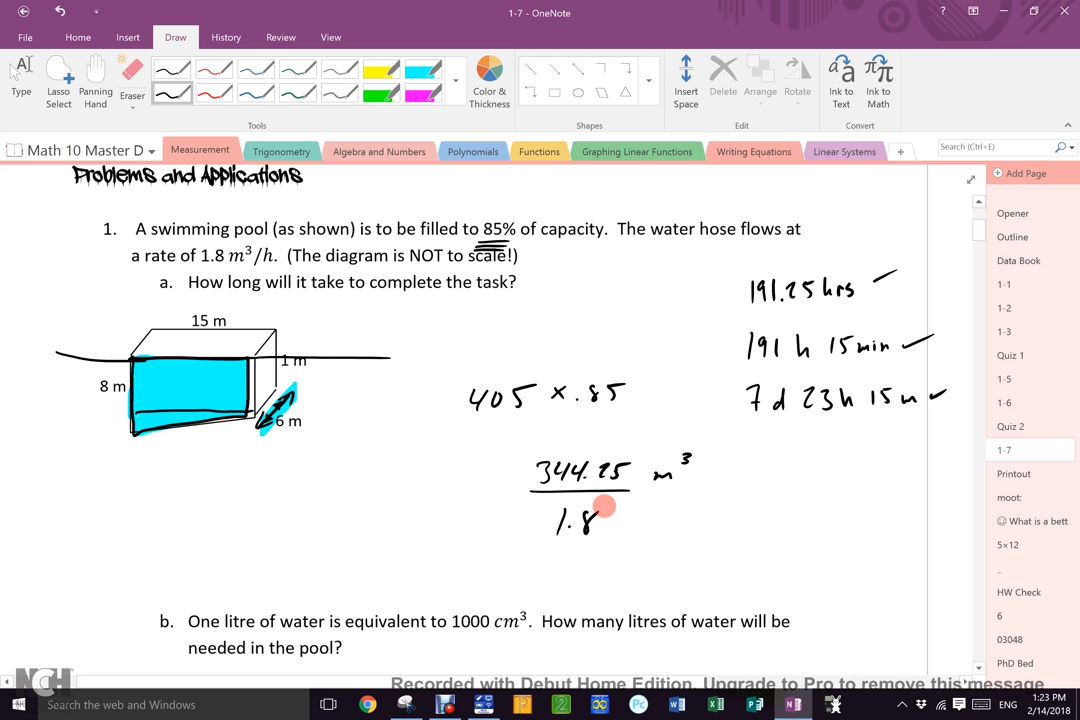 1-7 - OneNote
File Home Insert Draw History Review View
Type
Lasso Select
Panning Hand
Eraser
Color & Thickness
Insert Space
Delete
Arrange
Rotate
Ink to Text
Ink to Math
Tools Shapes Edit Convert
Math 10 Master D
Measurement Trigonometry Algebra and Numbers Polynomials Functions Graphing Linear Functions Writing Equations Linear Systems
Search (Ctrl+E)
Add Page
Opener
Outline
Data Book
1-1
1-2
1-3
Quiz 1
1-5
1-6
Quiz 2
1-7
Printout
moot:
☺ What is a bett
5×12
..
HW Check
6
03048
PhD Bed
Problems and Applications
1. A swimming pool (as shown) is to be filled to 85% of capacity. The water hose flows at
a rate of 1.8 m³/h. (The diagram is NOT to scale!)
a. How long will it take to complete the task?
15 m
1 m
8 m
6 m
191.25 hrs ✓
191 h 15 min ✓
7 d 23 h 15 m ✓
405 × .85
344.25 m³
1.8
b. One litre of water is equivalent to 1000 cm³. How many litres of water will be
needed in the pool?
NCH
Recorded with Debut Home Edition. Upgrade to Pro to remove this message
Search the web and Windows
ENG
1:23 PM
2/14/2018